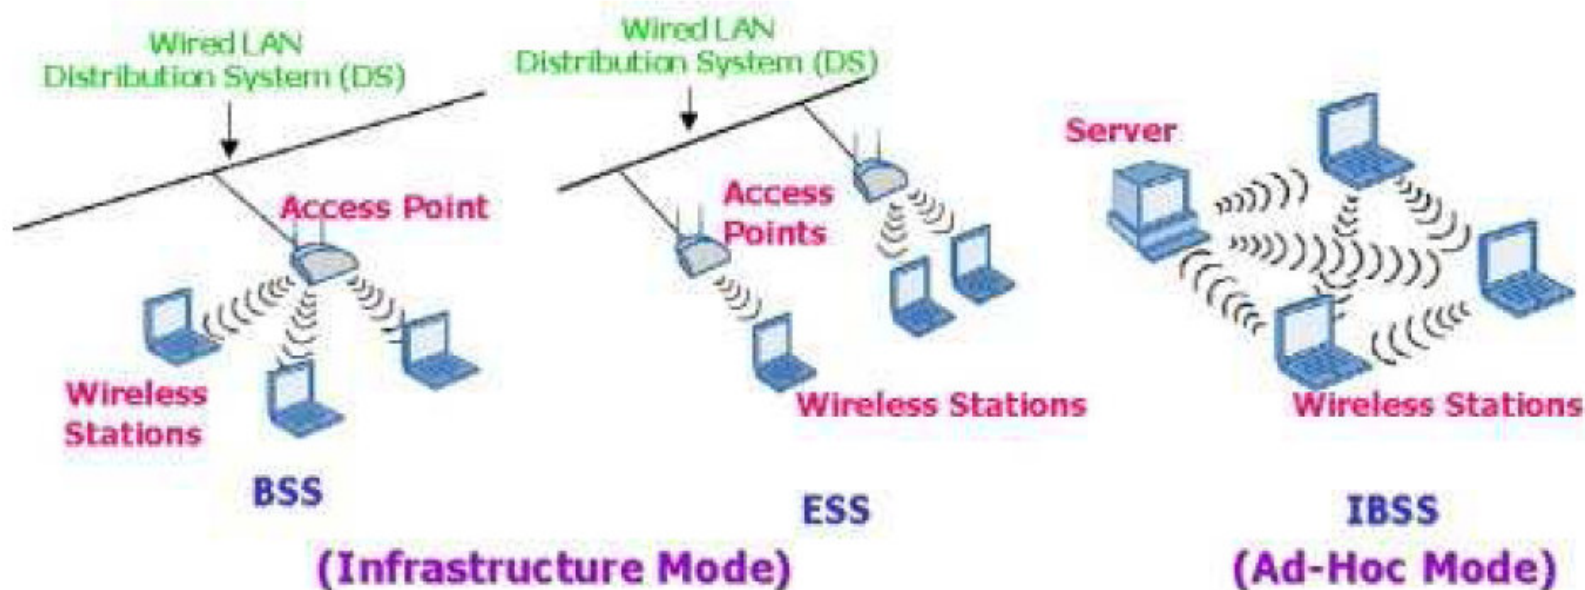 Wired LAN
Distribution System (DS)
Access Point
Wireless
Stations
BSS
Wired LAN
Distribution System (DS)
Access
Points
Wireless Stations
ESS
(Infrastructure Mode)
Server
Wireless Stations
IBSS
(Ad-Hoc Mode)